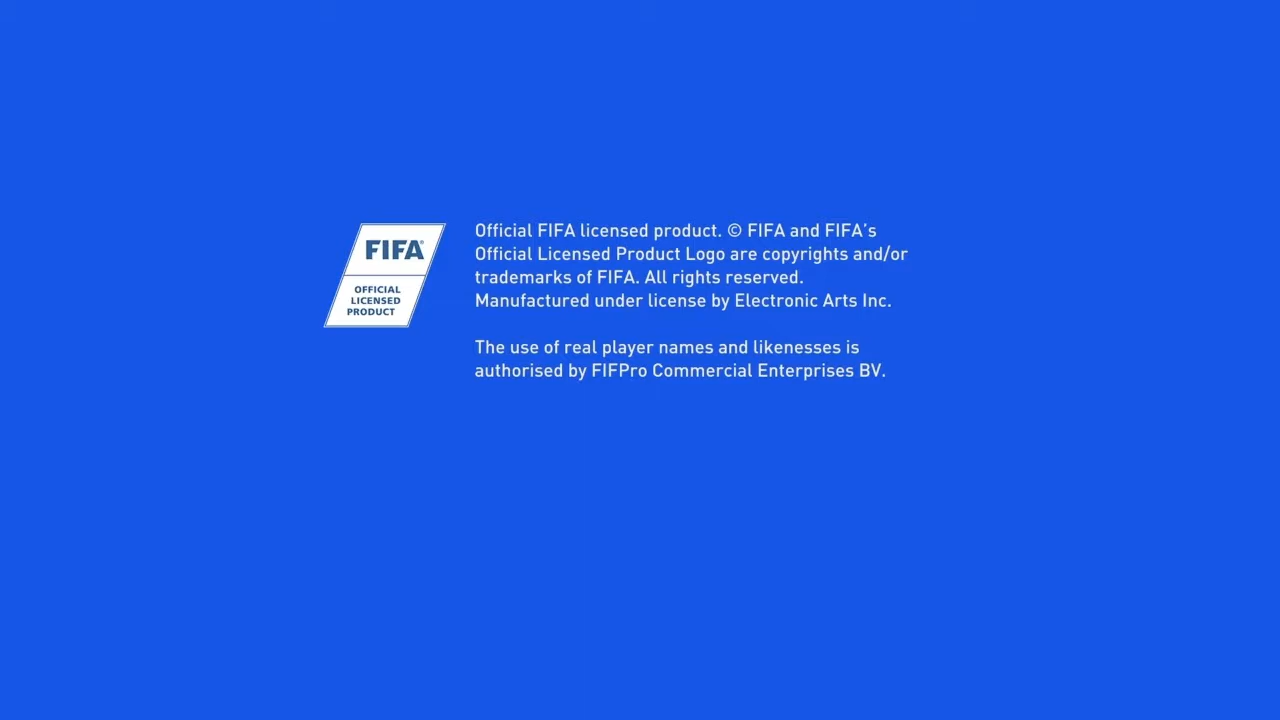 FIFA®
OFFICIAL
LICENSED
PRODUCT
Official FIFA licensed product. © FIFA and FIFA's
Official Licensed Product Logo are copyrights and/or
trademarks of FIFA. All rights reserved.
Manufactured under license by Electronic Arts Inc.
The use of real player names and likenesses is
authorised by FIFPro Commercial Enterprises BV.